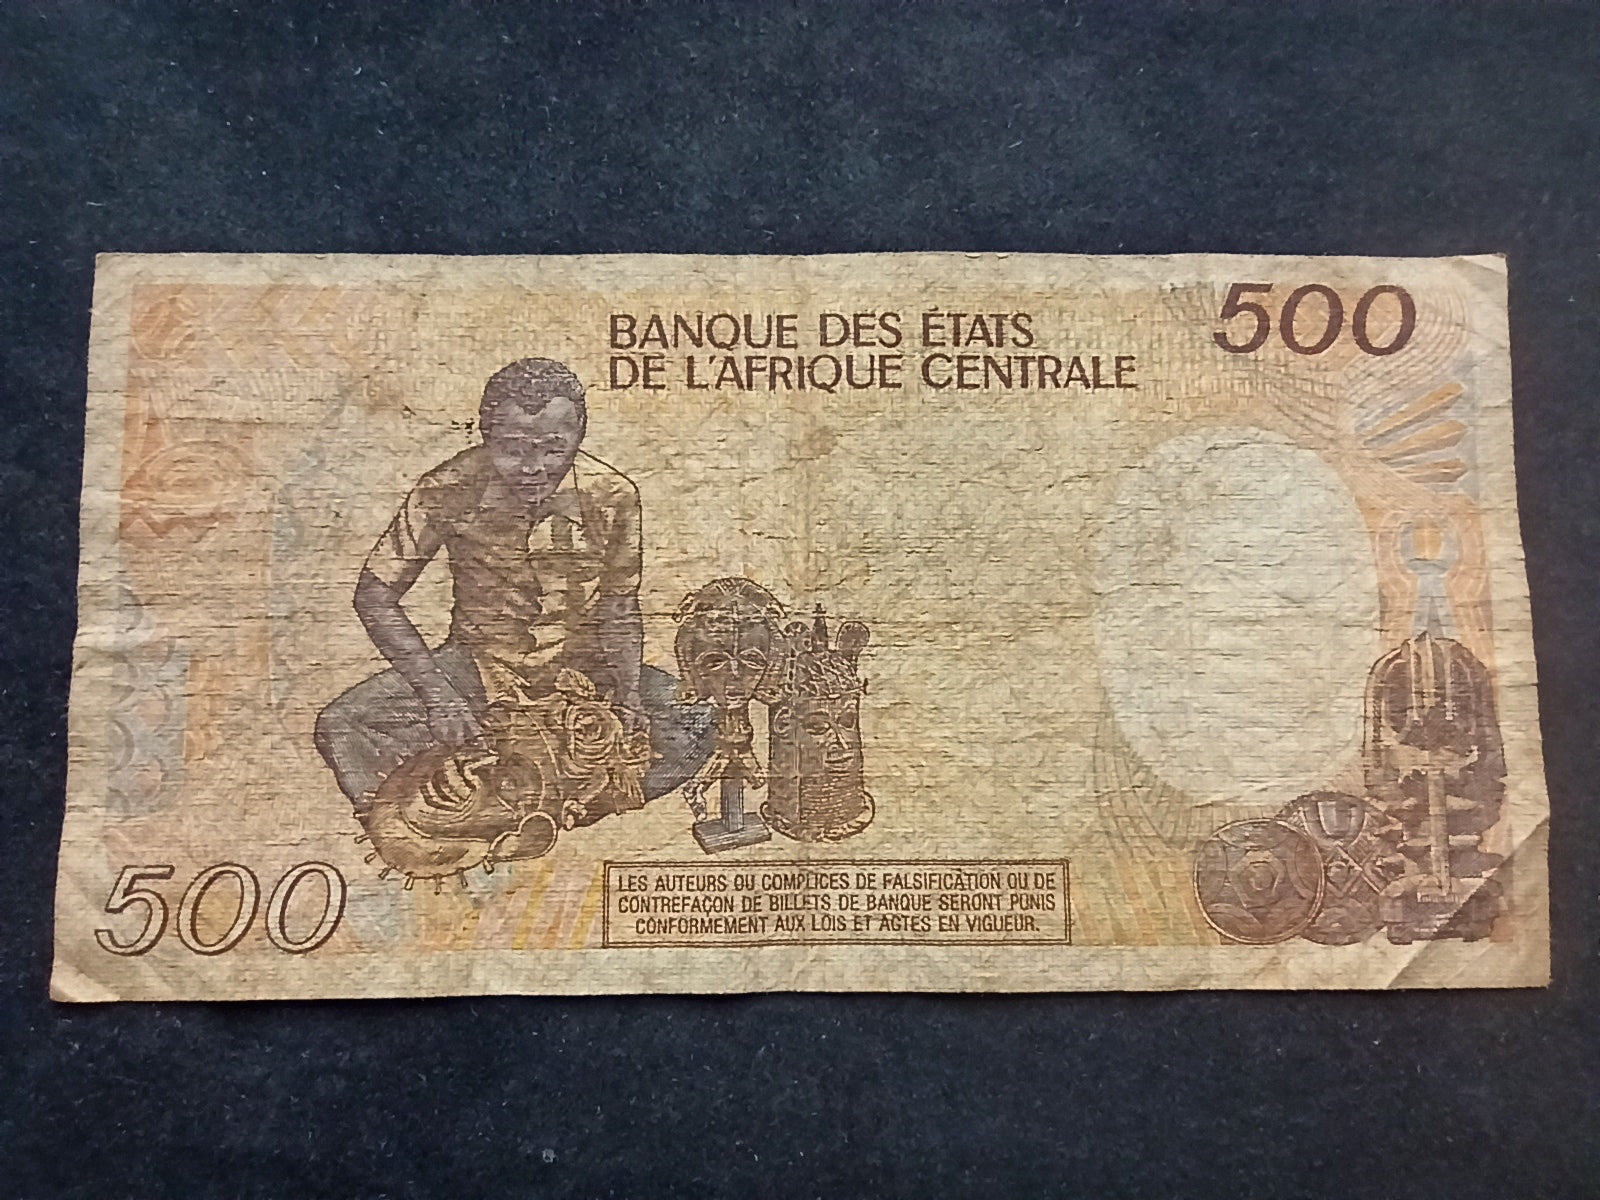 BANQUE DES ÉTATS
DE L'AFRIQUE CENTRALE
500
500
LES AUTEURS OU COMPLICES DE FALSIFICATION OU DE
CONTREFAÇON DE BILLETS DE BANQUE SERONT PUNIS
CONFORMEMENT AUX LOIS ET ACTES EN VIGUEUR.